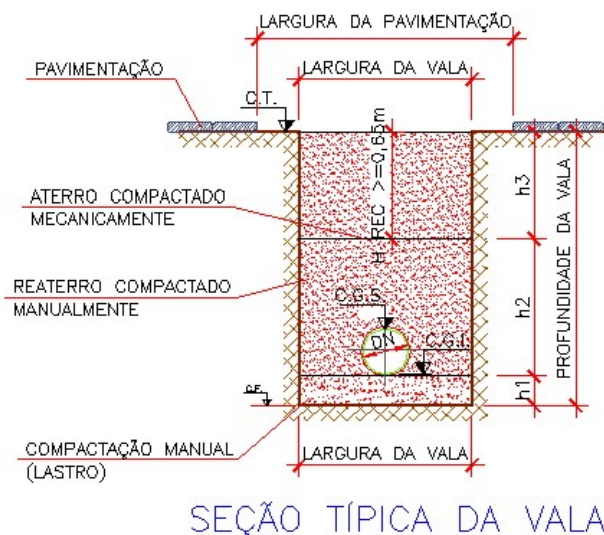 LARGURA DA PAVIMENTAÇÃO
PAVIMENTAÇÃO
LARGURA DA VALA
C.T.
H REC >=0,65m
h3
ATERRO COMPACTADO
MECANICAMENTE
PROFUNDIDADE DA VALA
REATERRO COMPACTADO
MANUALMENTE
h2
C.G.S.
DN
C.G.I.
C.F.
h1
COMPACTAÇÃO MANUAL
(LASTRO)
LARGURA DA VALA
SEÇÃO TÍPICA DA VALA